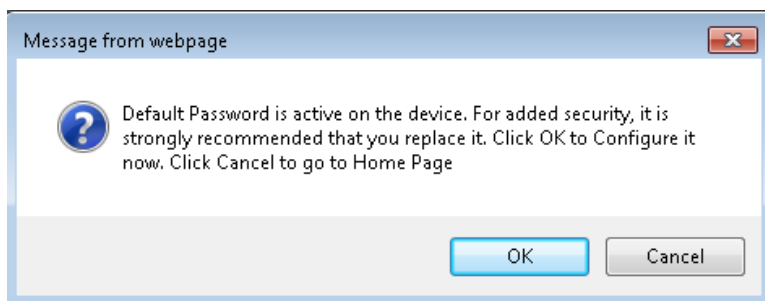 Message from webpage
Default Password is active on the device. For added security, it is
strongly recommended that you replace it. Click OK to Configure it
now. Click Cancel to go to Home Page
OK
Cancel